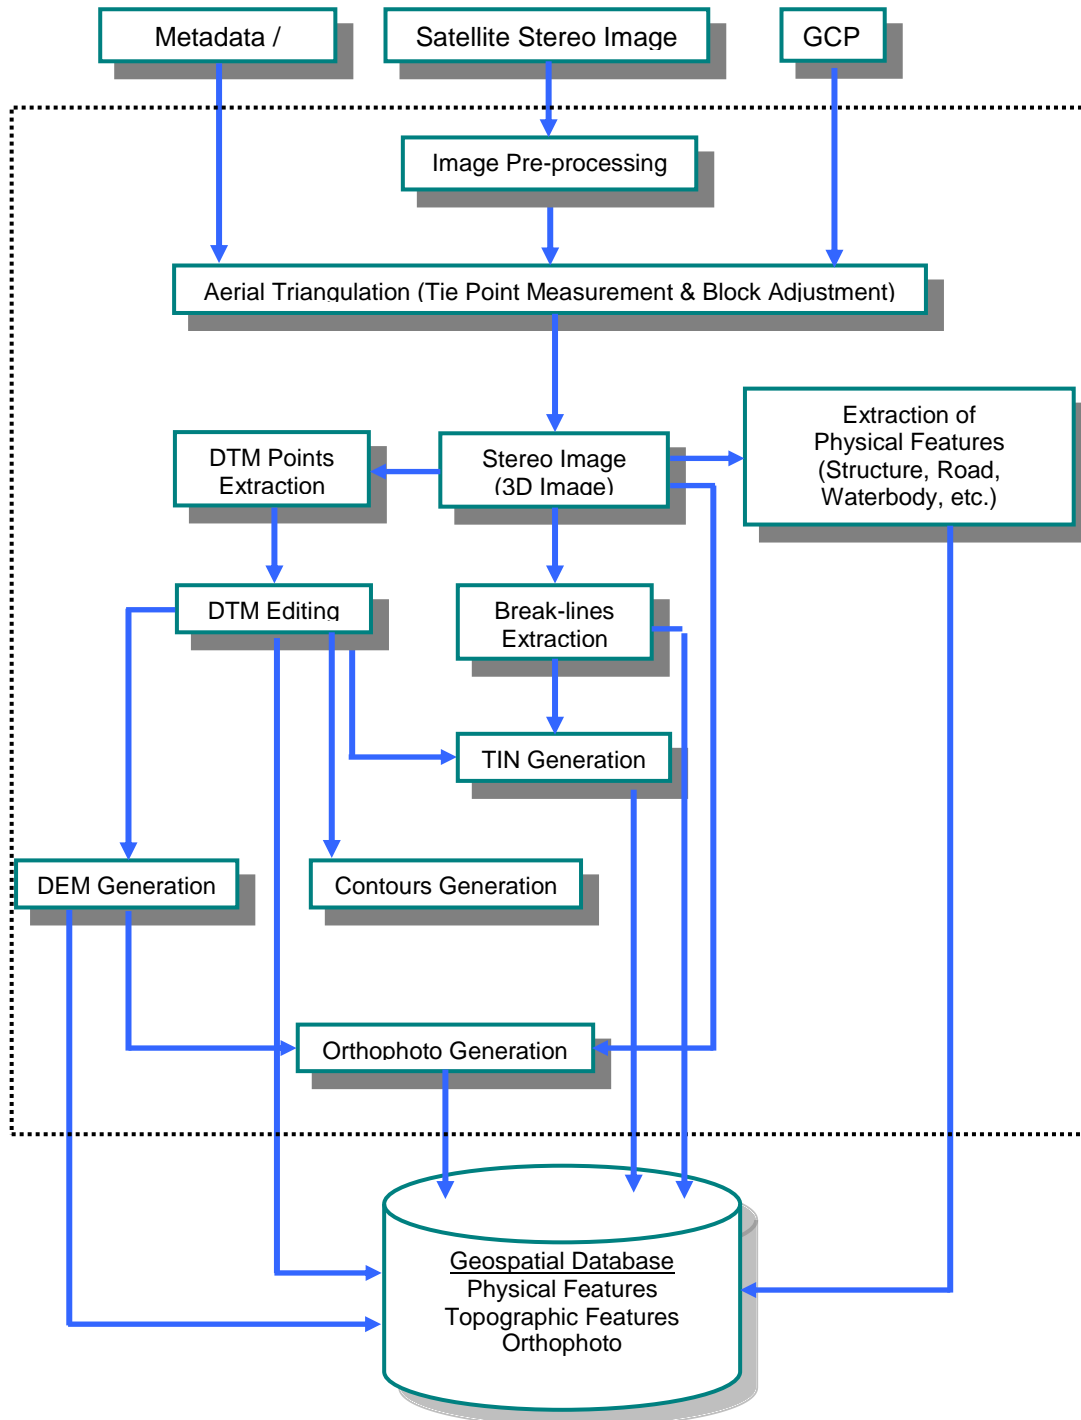 Metadata /
Satellite Stereo Image
GCP
Image Pre-processing
Aerial Triangulation (Tie Point Measurement & Block Adjustment)
Extraction of
Physical Features
(Structure, Road,
Waterbody, etc.)
DTM Points
Extraction
Stereo Image
(3D Image)
DTM Editing
Break-lines
Extraction
TIN Generation
DEM Generation
Contours Generation
Orthophoto Generation
Geospatial Database
Physical Features
Topographic Features
Orthophoto